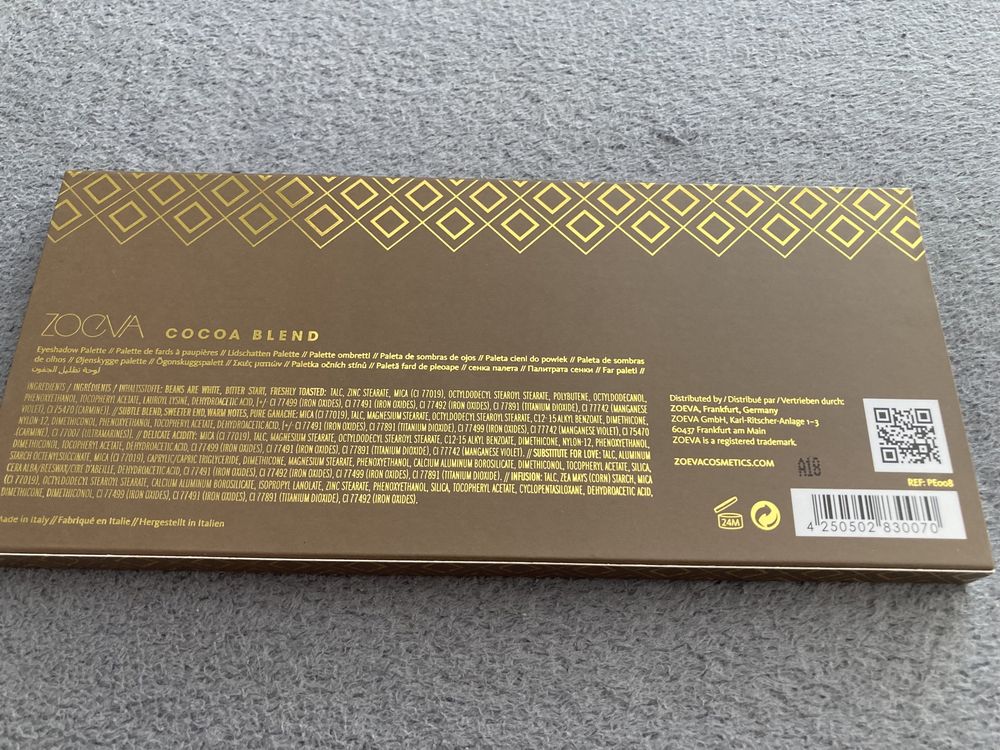 ZOEVA COCOA BLEND
Eyeshadow Palette // Palette de fards à paupières // Lidschatten Palette // Palette ombretti // Paleta de sombras de ojos // Paleta cieni do powiek // Paleta de sombras
de olhos // Øjenskygge palette // Ögonskuggspalett // Σκιές ματιών // Paletka očních stínů // Paletă fard de pleoape // сенка палета // Палитрата сенки // Far paleti //
لوحة تظليل الجفون
INGREDIENTS / INGRÉDIENTS / INHALTSSTOFFE: BEANS ARE WHITE, BITTER START, FRESHLY TOASTED: TALC, ZINC STEARATE, MICA (CI 77019), OCTYLDODECYL STEAROYL STEARATE, POLYBUTENE, OCTYLDODECANOL,
PHENOXYETHANOL, TOCOPHERYL ACETATE, LAUROYL LYSINE, DEHYDROACETIC ACID, [+/- CI 77499 (IRON OXIDES), CI 77491 (IRON OXIDES), CI 77492 (IRON OXIDES), CI 77891 (TITANIUM DIOXIDE), CI 77742 (MANGANESE
VIOLET), CI 75470 (CARMINE)]. // SUBTLE BLEND, SWEETER END, WARM NOTES, PURE GANACHE: MICA (CI 77019), TALC, MAGNESIUM STEARATE, OCTYLDODECYL STEAROYL STEARATE, C12-15 ALKYL BENZOATE, DIMETHICONE,
NYLON-12, DIMETHICONOL, PHENOXYETHANOL, TOCOPHERYL ACETATE, DEHYDROACETIC ACID, [+/- CI 77491 (IRON OXIDES), CI 77891 (TITANIUM DIOXIDE), CI 77499 (IRON OXIDES), CI 77742 (MANGANESE VIOLET), CI 75470
(CARMINE), CI 77007 (ULTRAMARINES)]. // DELICATE ACIDITY: MICA (CI 77019), TALC, MAGNESIUM STEARATE, OCTYLDODECYL STEAROYL STEARATE, C12-15 ALKYL BENZOATE, DIMETHICONE, NYLON-12, PHENOXYETHANOL,
DIMETHICONOL, TOCOPHERYL ACETATE, DEHYDROACETIC ACID, CI 77499 (IRON OXIDES), CI 77491 (IRON OXIDES), CI 77891 (TITANIUM DIOXIDE), CI 77742 (MANGANESE VIOLET). // SUBSTITUTE FOR LOVE: TALC, ALUMINUM
STARCH OCTENYLSUCCINATE, MICA (CI 77019), CAPRYLIC/CAPRIC TRIGLYCERIDE, DIMETHICONE, MAGNESIUM STEARATE, PHENOXYETHANOL, CALCIUM ALUMINUM BOROSILICATE, DIMETHICONOL, TOCOPHERYL ACETATE, SILICA,
CERA ALBA/BEESWAX/CIRE D'ABEILLE, DEHYDROACETIC ACID, CI 77491 (IRON OXIDES), CI 77492 (IRON OXIDES), CI 77499 (IRON OXIDES), CI 77891 (TITANIUM DIOXIDE). // INFUSION: TALC, ZEA MAYS (CORN) STARCH, MICA
(CI 77019), OCTYLDODECYL STEAROYL STEARATE, CALCIUM ALUMINUM BOROSILICATE, ISOPROPYL LANOLATE, ZINC STEARATE, PHENOXYETHANOL, SILICA, TOCOPHERYL ACETATE, CYCLOPENTASILOXANE, DEHYDROACETIC ACID,
DIMETHICONE, DIMETHICONOL, CI 77499 (IRON OXIDES), CI 77491 (IRON OXIDES), CI 77891 (TITANIUM DIOXIDE), CI 77492 (IRON OXIDES).
Made in Italy // Fabriqué en Italie // Hergestellt in Italien
Distributed by / Distribué par / Vertrieben durch:
ZOEVA, Frankfurt, Germany
ZOEVA GmbH, Karl-Ritscher-Anlage 1-3
60437 Frankfurt am Main
ZOEVA is a registered trademark.
ZOEVACOSMETICS.COM
A18
REF: PE008
24M
4 250502 830070